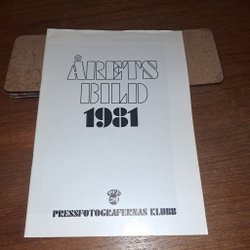 ÅRETS
BILD
1981
PRESSFOTOGRAFERNAS KLUBB